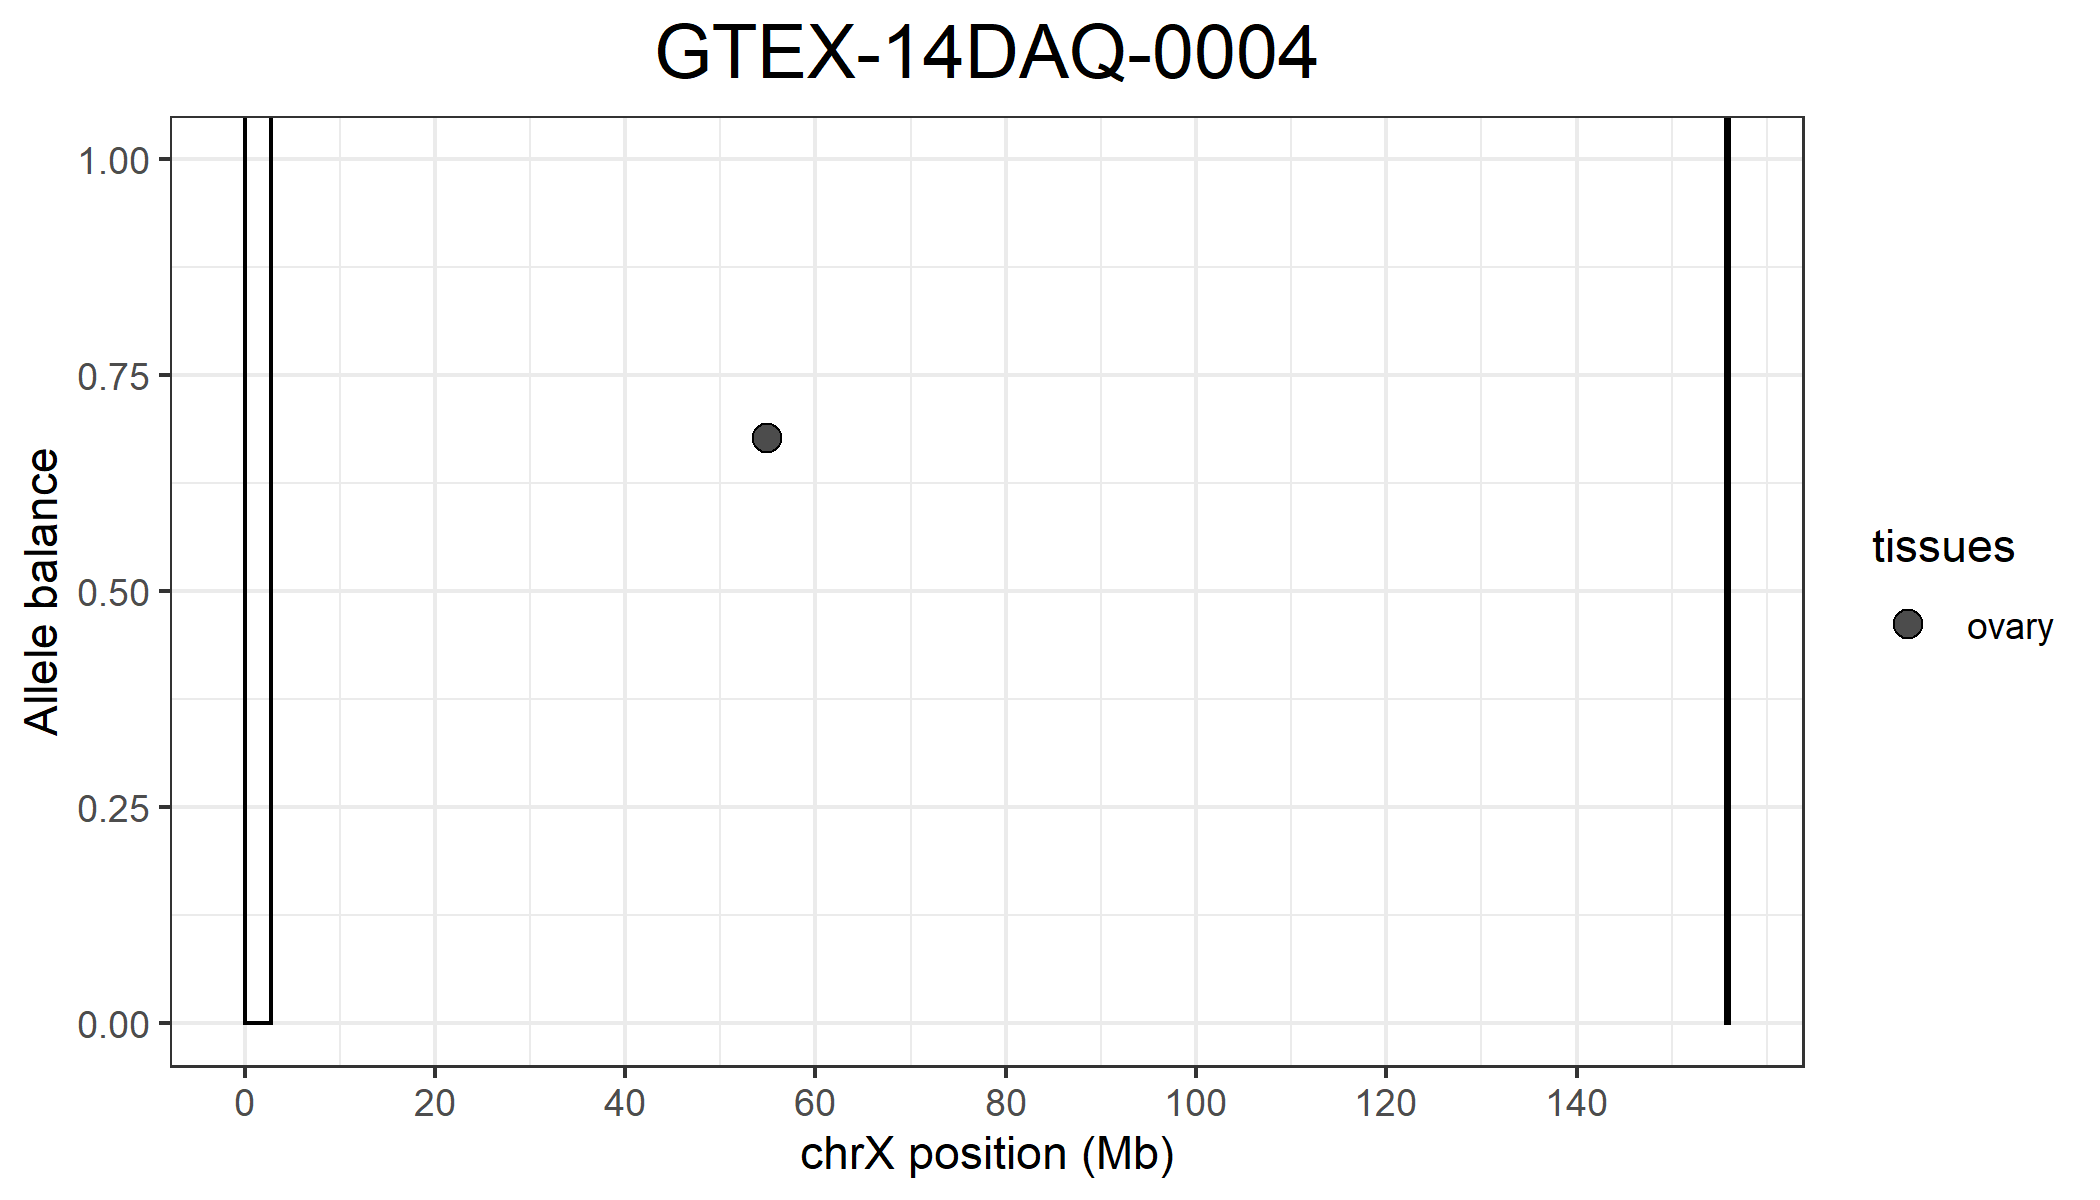 GTEX-14DAQ-0004
1.00
0.75
0.50
0.25
0.00
Allele balance
0 20 40 60 80 100 120 140
chrX position (Mb)
tissues
ovary